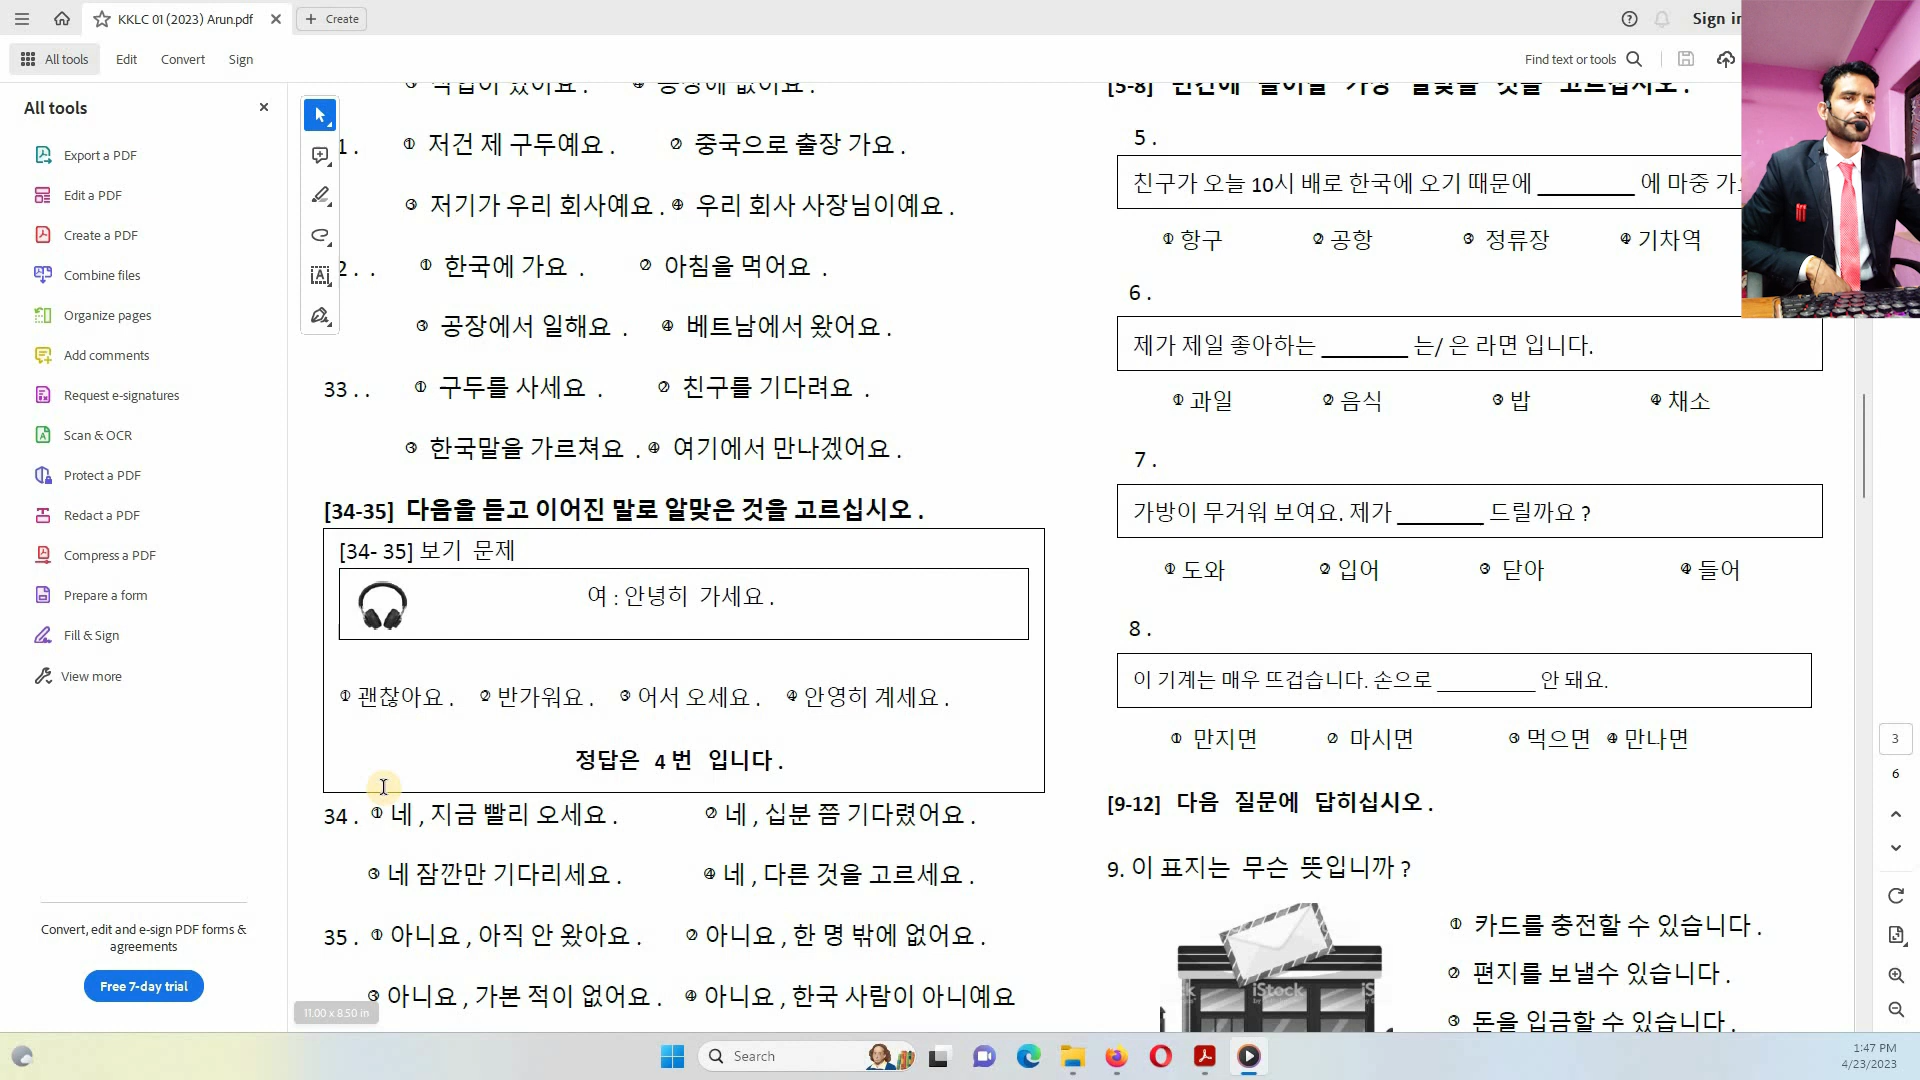 KKLC 01 (2023) Arun.pdf
Create
Sign in
All tools
Edit
Convert
Sign
Find text or tools
All tools
Export a PDF
Edit a PDF
Create a PDF
Combine files
Organize pages
Add comments
Request e-signatures
Scan & OCR
Protect a PDF
Redact a PDF
Compress a PDF
Prepare a form
Fill & Sign
View more
Convert, edit and e-sign PDF forms & agreements
Free 7-day trial
1 . ① 저건 제 구두예요 . ② 중국으로 출장 가요 .
③ 저기가 우리 회사예요 . ④ 우리 회사 사장님이예요 .
2 . . ① 한국에 가요 . ② 아침을 먹어요 .
③ 공장에서 일해요 . ④ 베트남에서 왔어요 .
33 . . ① 구두를 사세요 . ② 친구를 기다려요 .
③ 한국말을 가르쳐요 . ④ 여기에서 만나겠어요 .
[34-35] 다음을 듣고 이어진 말로 알맞은 것을 고르십시오 .
[34- 35] 보기 문제
여 : 안녕히 가세요 .
① 괜찮아요 . ② 반가워요 . ③ 어서 오세요 . ④ 안영히 계세요 .
정답은 4 번 입니다 .
34 . ① 네 , 지금 빨리 오세요 . ② 네 , 십분 쯤 기다렸어요 .
③ 네 잠깐만 기다리세요 . ④ 네 , 다른 것을 고르세요 .
35 . ① 아니요 , 아직 안 왔아요 . ② 아니요 , 한 명 밖에 없어요 .
③ 아니요 , 가본 적이 없어요 . ④ 아니요 , 한국 사람이 아니예요
11.00 x 8.50 in
[5-8] 빈칸에 들어갈 가장 알맞을 것을 고르십시오 .
5 .
친구가 오늘 10시 배로 한국에 오기 때문에 __________ 에 마중 가
① 항구 ② 공항 ③ 정류장 ④ 기차역
6 .
제가 제일 좋아하는 ________ 는/ 은 라면 입니다.
① 과일 ② 음식 ③ 밥 ④ 채소
7 .
가방이 무거워 보여요. 제가 ________ 드릴까요 ?
① 도와 ② 입어 ③ 닫아 ④ 들어
8 .
이 기계는 매우 뜨겁습니다. 손으로 __________ 안 돼요.
① 만지면 ② 마시면 ③ 먹으면 ④ 만나면
[9-12] 다음 질문에 답히십시오 .
9. 이 표지는 무슨 뜻입니까 ?
iStock
① 카드를 충전할 수 있습니다 .
② 편지를 보낼수 있습니다 .
③ 돈을 입금할 수 있습니다 .
3
6
Search
1:47 PM
4/23/2023